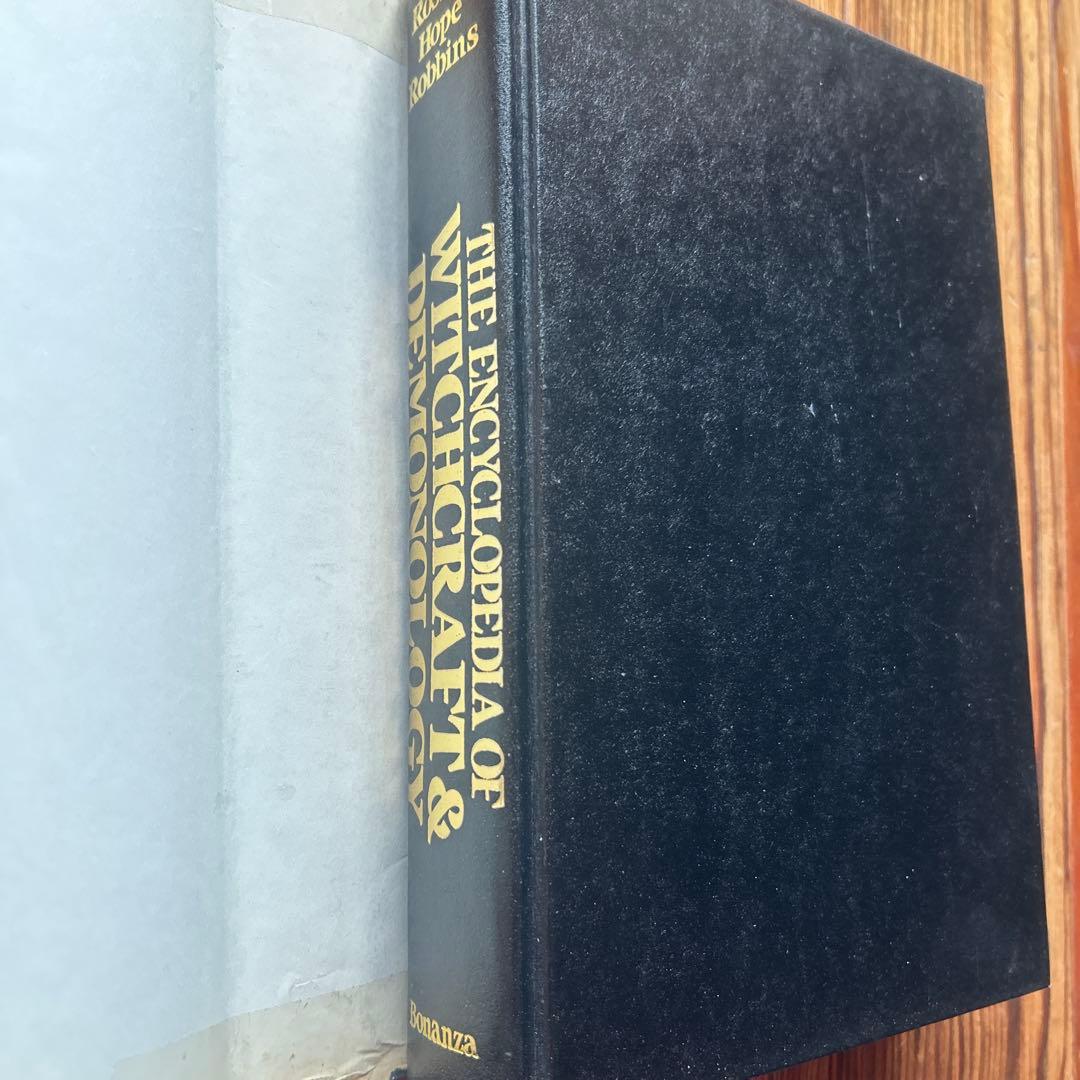 Hope
Robbins
THE ENCYCLOPEDIA OF
WITCHCRAFT &
DEMONOLOGY
Bonanza